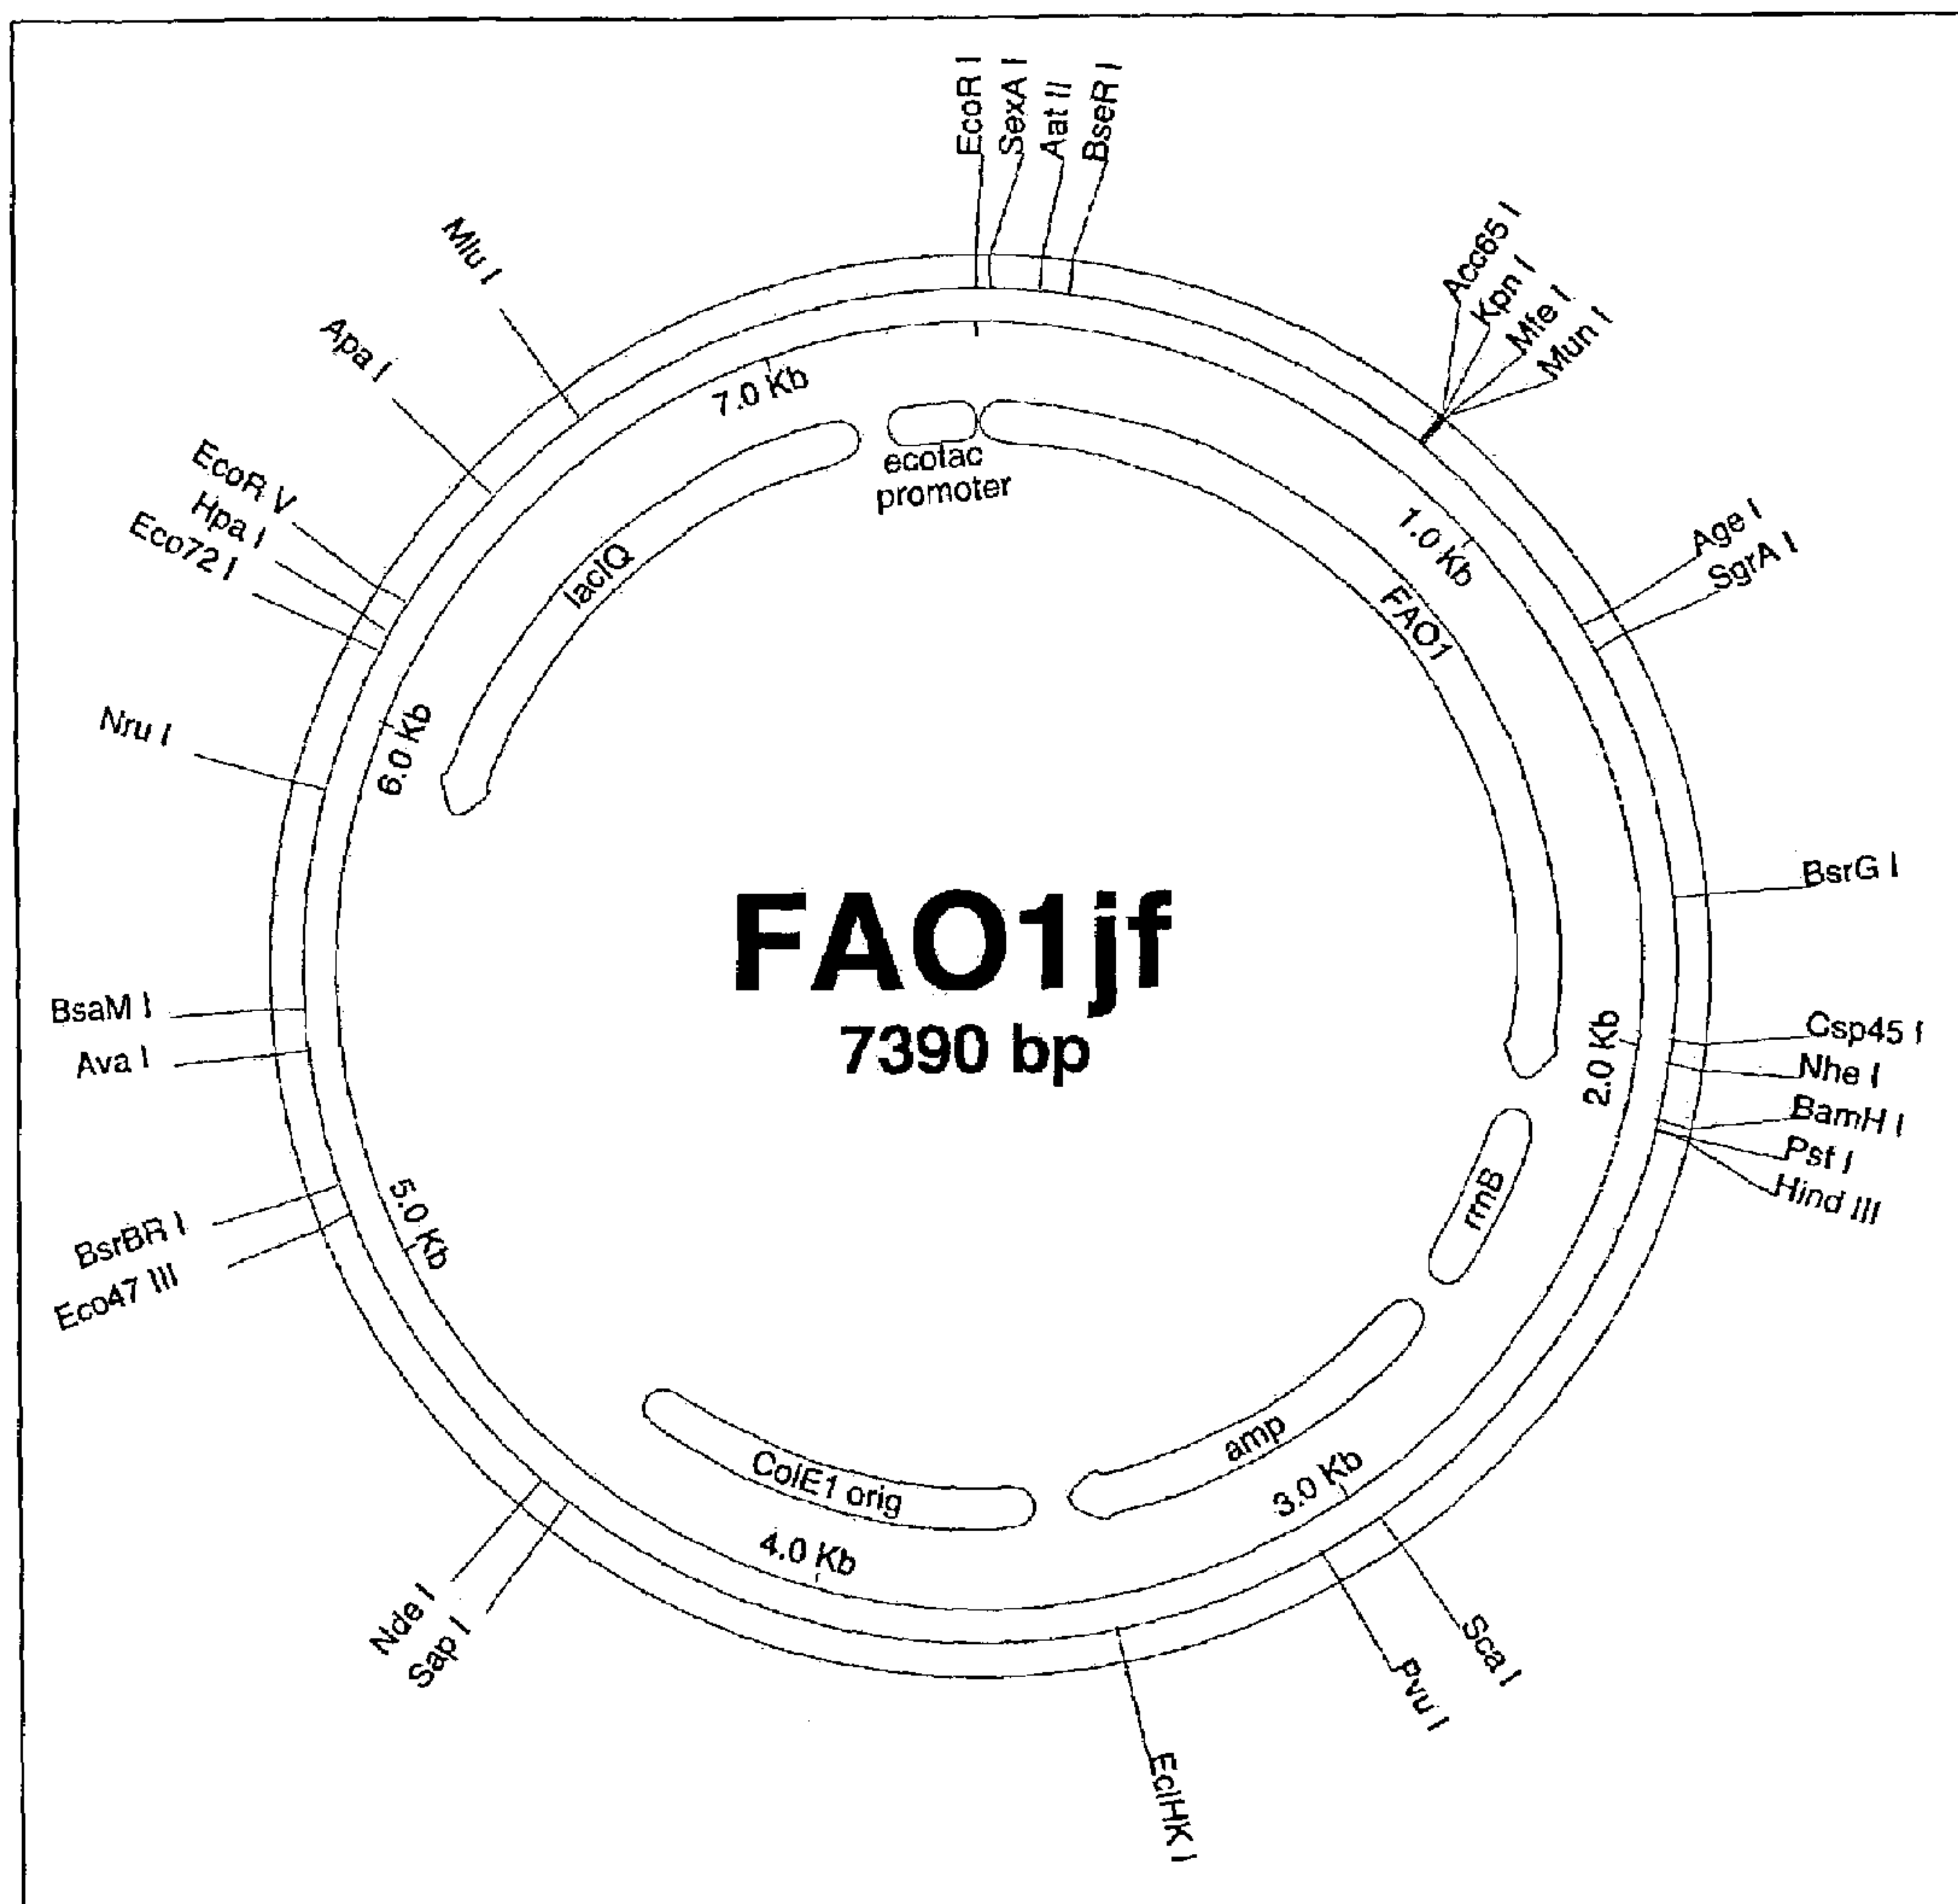 EcoR I
SexA I
Aat II
BseR I
Acc65 I
Kpn I
Mfe I
Mun I
Age I
SgrA I
BsrG I
Csp45 I
Nhe I
BamH I
Pst I
Hind III
Sca I
Pvu I
EclHK I
Sap I
Nde I
Eco47 III
BsrBR I
Ava I
BsaM I
Nru I
Eco72 I
Hpa I
EcoR V
Apa I
Mlu I
7.0 Kb
ecotac
promoter
1.0 Kb
FAO1
lacIQ
6.0 Kb
FAO1jf
7390 bp
2.0 Kb
rrnB
5.0 Kb
amp
3.0 Kb
ColE1 orig
4.0 Kb